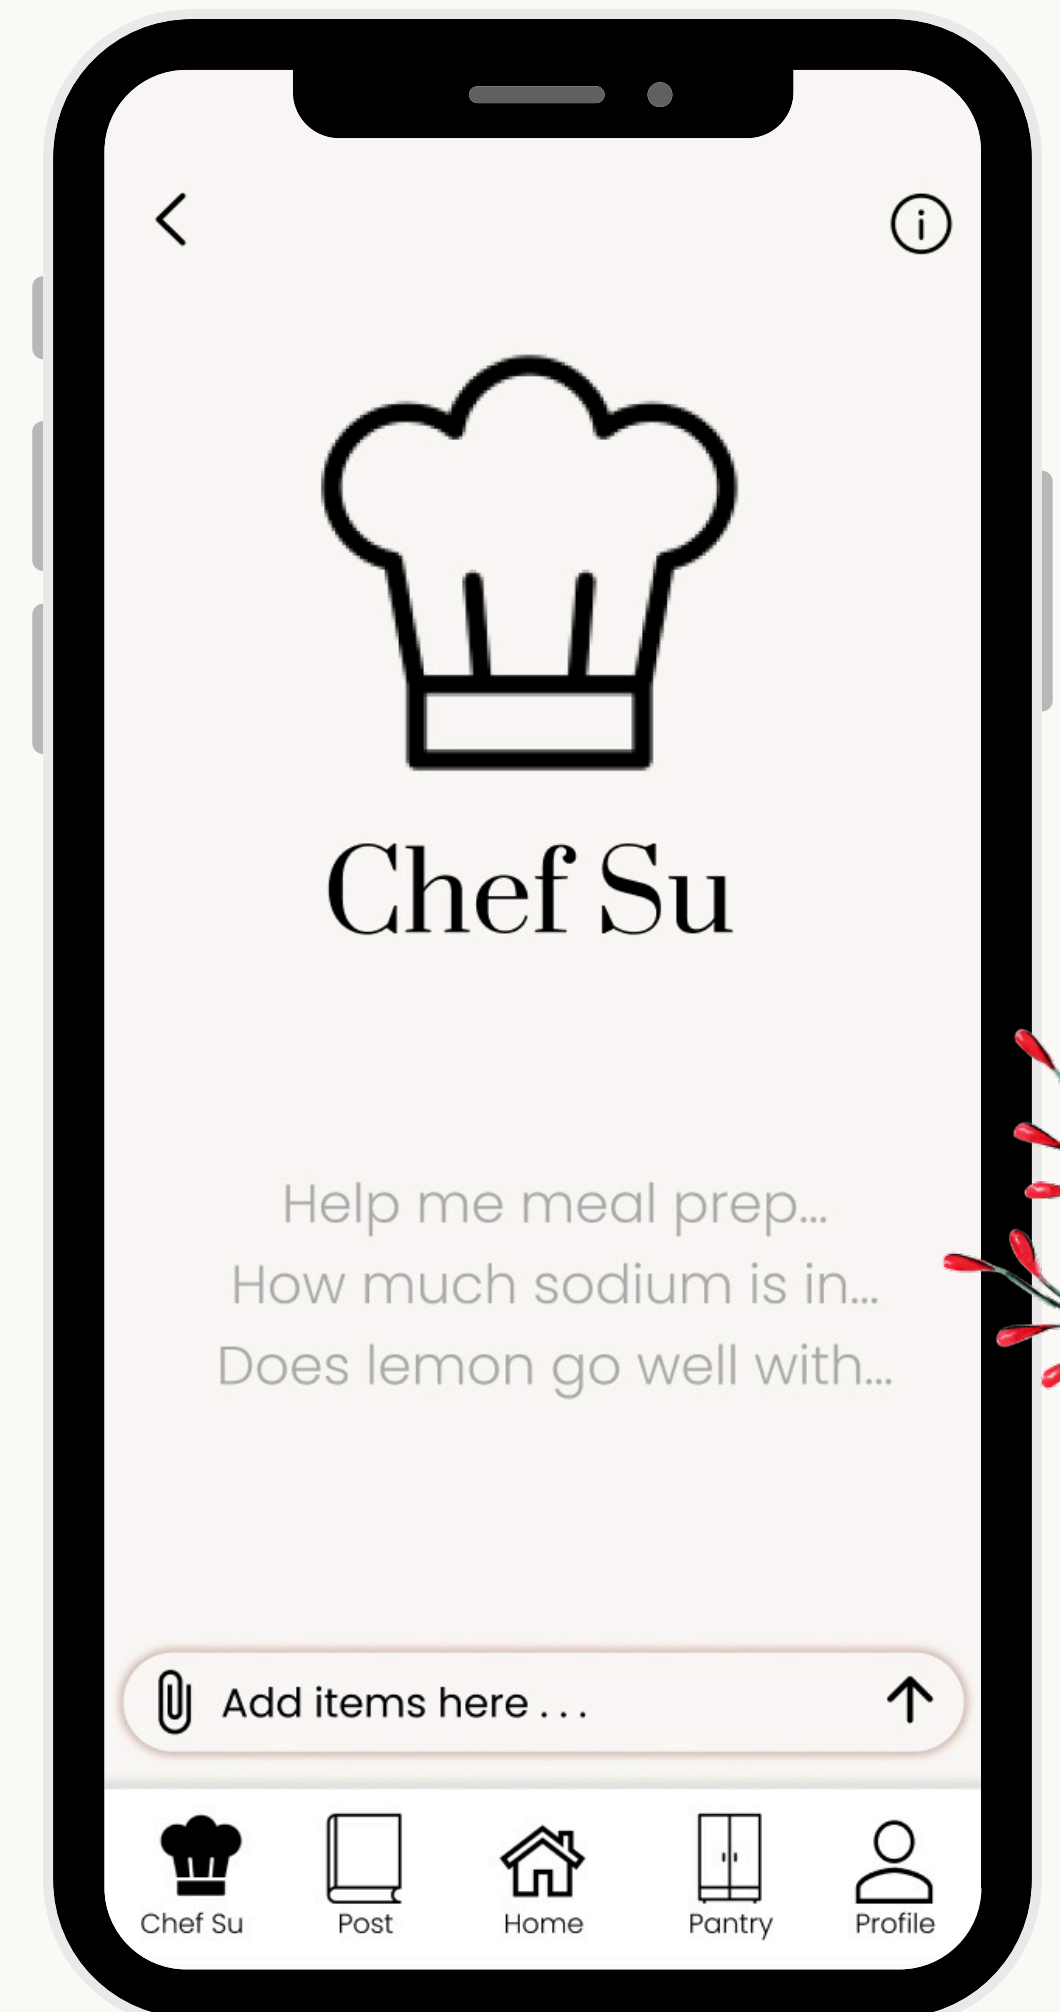 Chef Su
Help me meal prep...
How much sodium is in...
Does lemon go well with...
Add items here . . .
Chef Su
Post
Home
Pantry
Profile